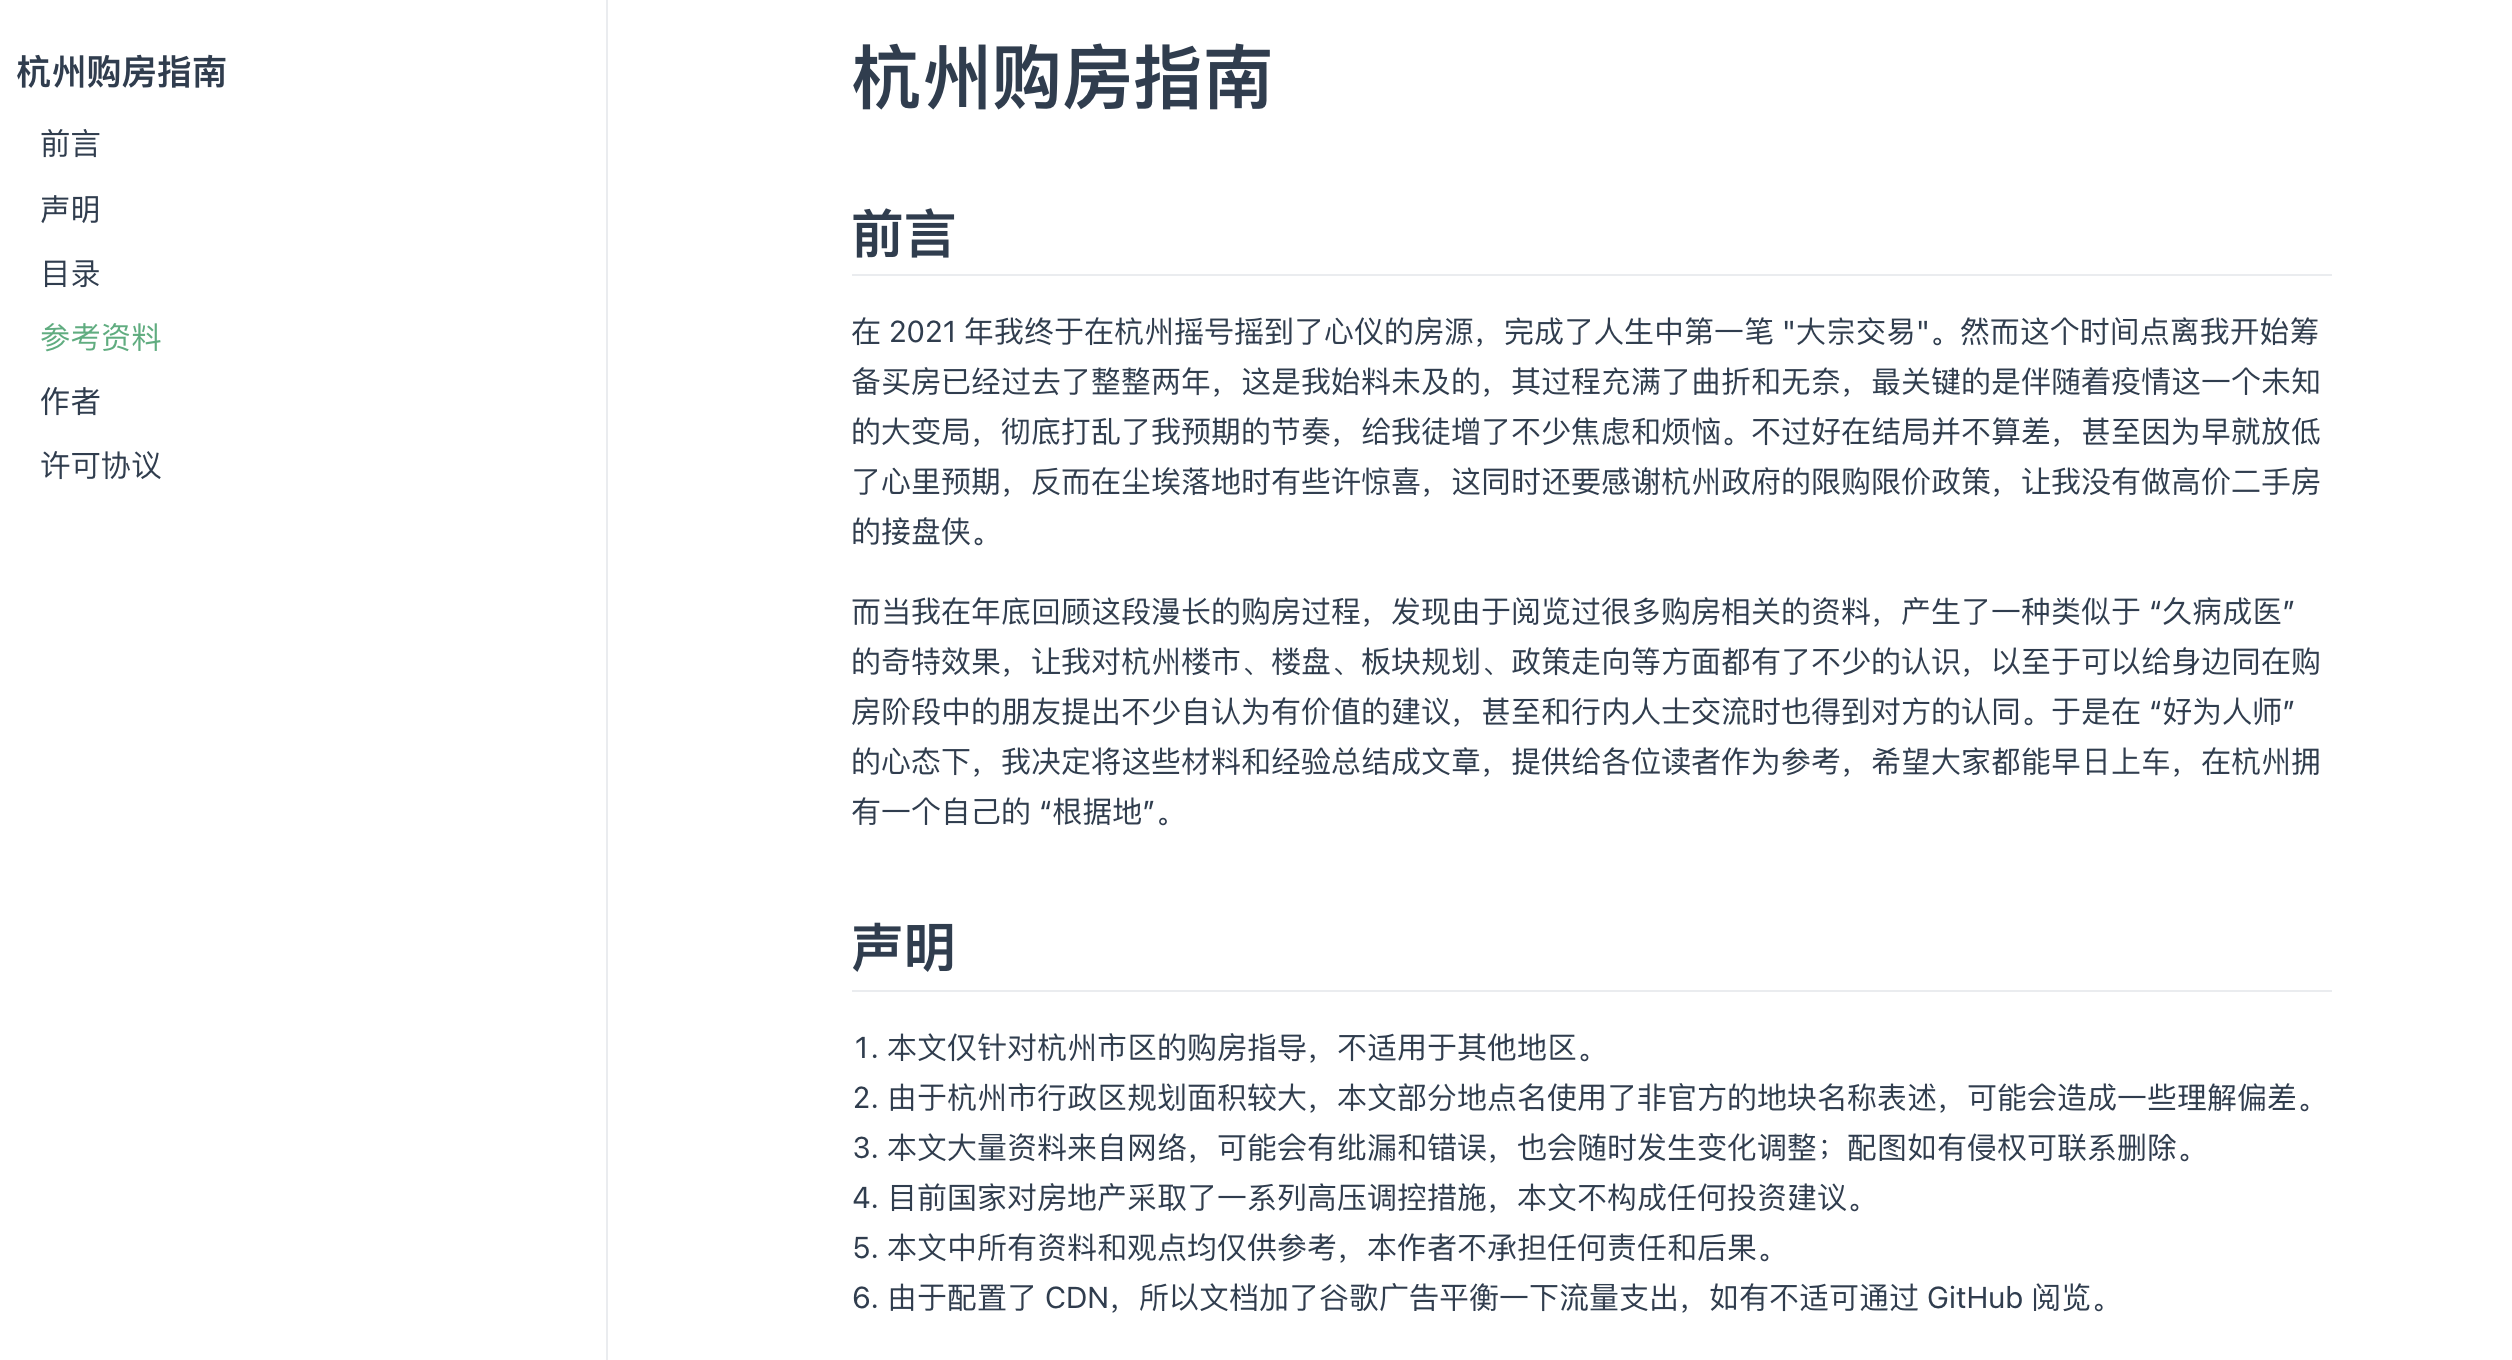 杭州购房指南
前言
声明
目录
参考资料
作者
许可协议
杭州购房指南
前言
在 2021 年我终于在杭州摇号摇到了心仪的房源，完成了人生中第一笔 "大宗交易"。然而这个时间点离我开始筹
备买房已经过去了整整两年，这是我始料未及的，其过程充满了曲折和无奈，最关键的是伴随着疫情这一个未知
的大变局，彻底打乱了我预期的节奏，给我徒增了不少焦虑和烦恼。不过好在结局并不算差，甚至因为早就放低
了心里预期，反而在尘埃落地时有些许惊喜，这同时还要感谢杭州政府的限购限价政策，让我没有做高价二手房
的接盘侠。
而当我在年底回顾这段漫长的购房过程，发现由于阅览过很多购房相关的资料，产生了一种类似于 “久病成医”
的奇特效果，让我对杭州楼市、楼盘、板块规划、政策走向等方面都有了不少的认识，以至于可以给身边同在购
房阶段中的朋友提出不少自认为有价值的建议，甚至和行内人士交流时也得到对方的认同。于是在 “好为人师”
的心态下，我决定将这些材料和经验总结成文章，提供给各位读者作为参考，希望大家都能早日上车，在杭州拥
有一个自己的 “根据地”。
声明
1. 本文仅针对杭州市区的购房指导，不适用于其他地区。
2. 由于杭州市行政区规划面积较大，本文部分地点名使用了非官方的地块名称表述，可能会造成一些理解偏差。
3. 本文大量资料来自网络，可能会有纰漏和错误，也会随时发生变化调整；配图如有侵权可联系删除。
4. 目前国家对房地产采取了一系列高压调控措施，本文不构成任何投资建议。
5. 本文中所有资料和观点均仅供参考，本作者不承担任何责任和后果。
6. 由于配置了 CDN，所以文档加了谷歌广告平衡一下流量支出，如有不适可通过 GitHub 阅览。